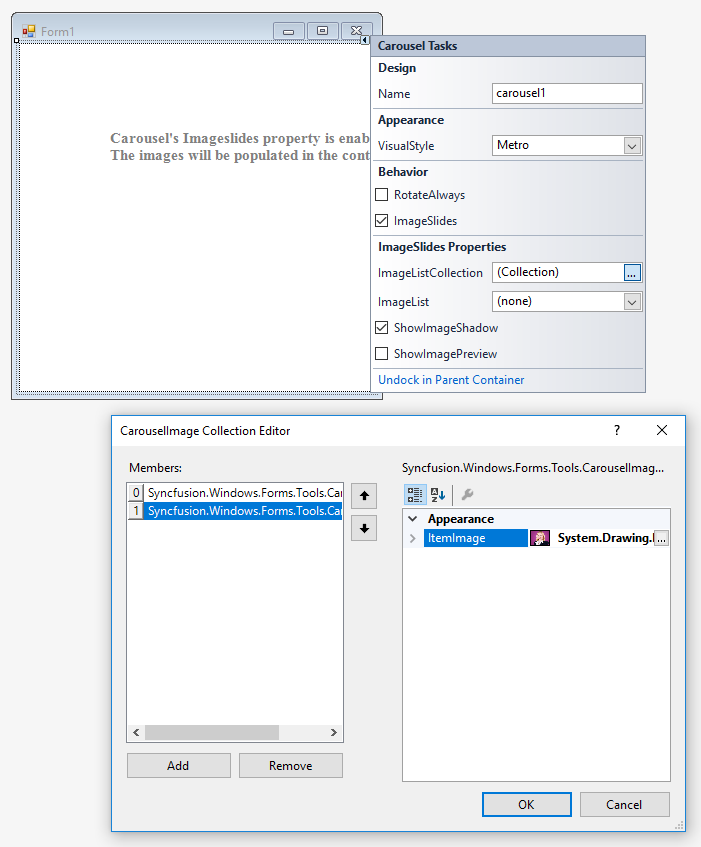 Form1
Carousel's Imageslides property is enab
The images will be populated in the cont
Carousel Tasks
Design
Name carousel1
Appearance
VisualStyle Metro
Behavior
RotateAlways
ImageSlides
ImageSlides Properties
ImageListCollection (Collection) ...
ImageList (none)
ShowImageShadow
ShowImagePreview
Undock in Parent Container
CarouselImage Collection Editor ?
Members:
Syncfusion.Windows.Forms.Tools.CarouselImag...
0 Syncfusion.Windows.Forms.Tools.Car
1 Syncfusion.Windows.Forms.Tools.Car
Appearance
ItemImage System.Drawing. ...
Add Remove
OK Cancel